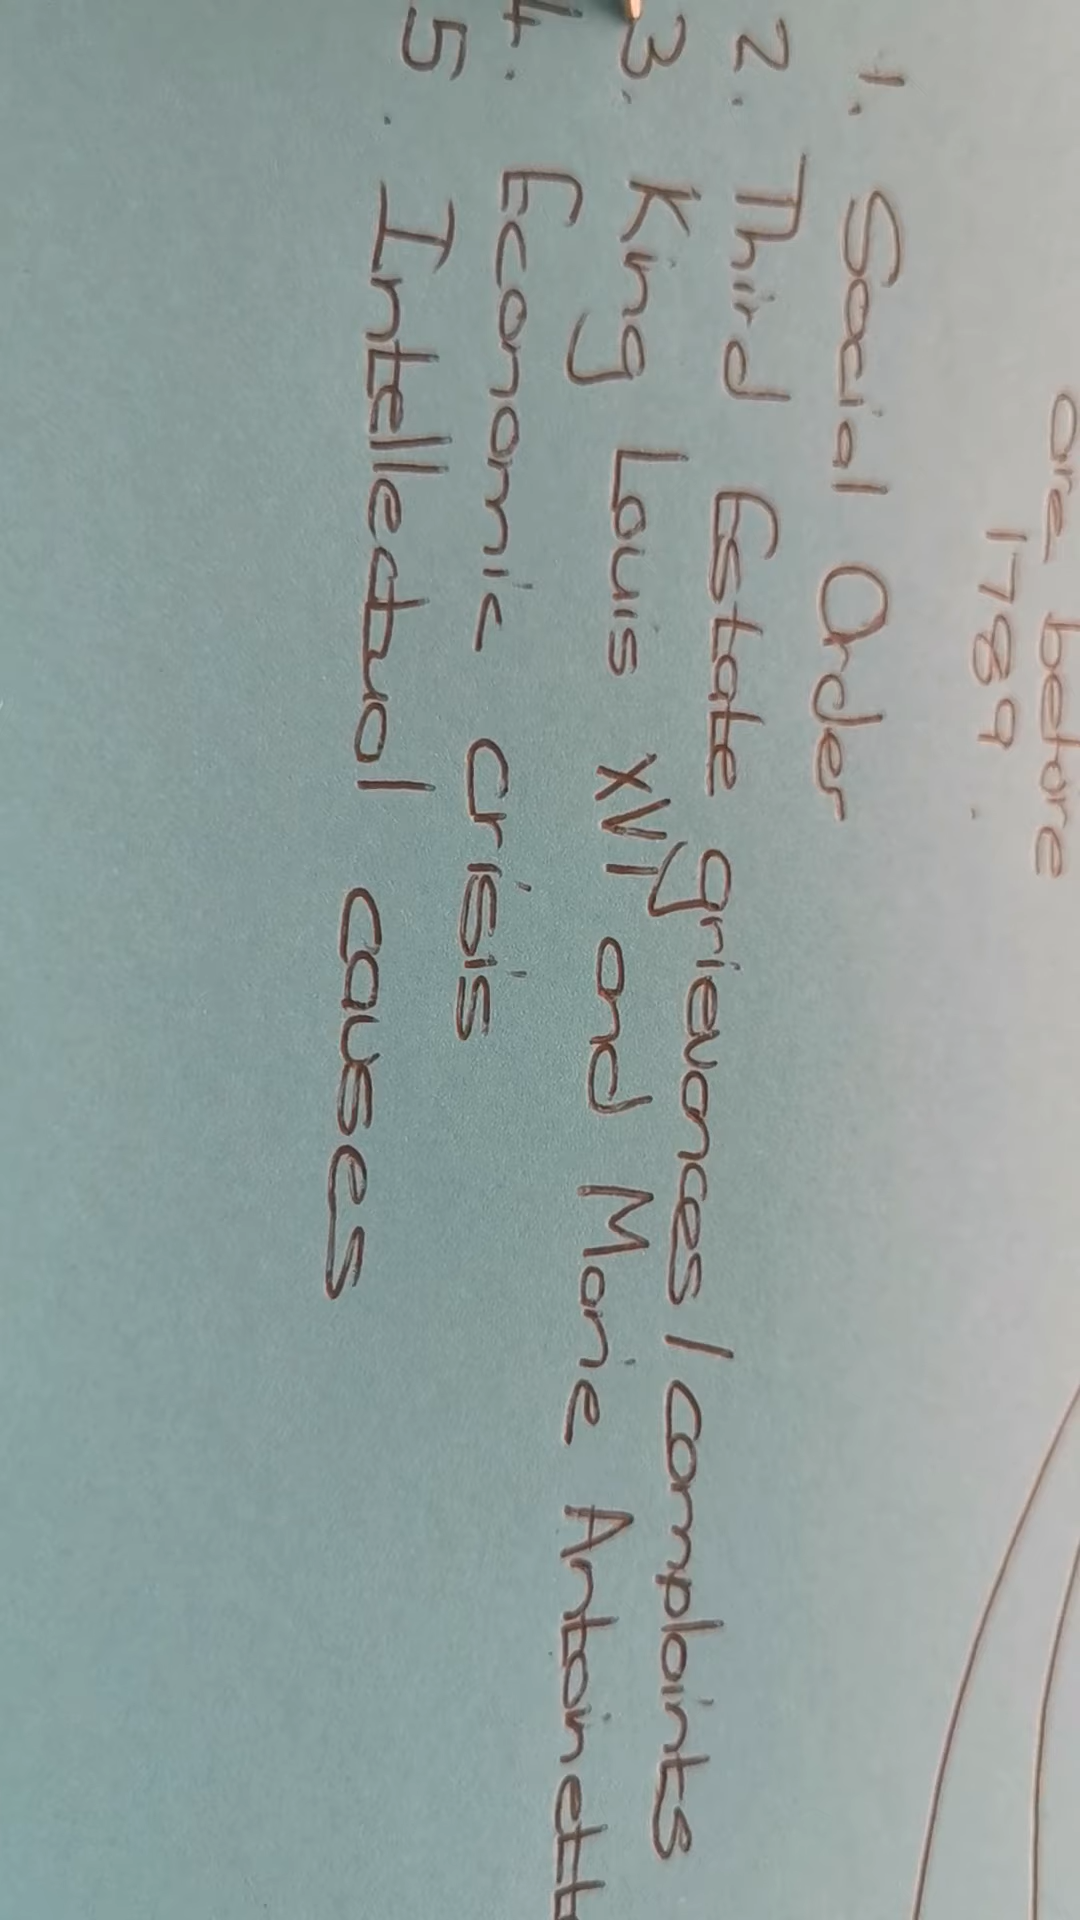 are before
1789.
1. Social Order
2. Third Estate grievances / complaints
3. King Louis XVI and Marie Antoinett
4. Economic crisis
5. Intellectual causes